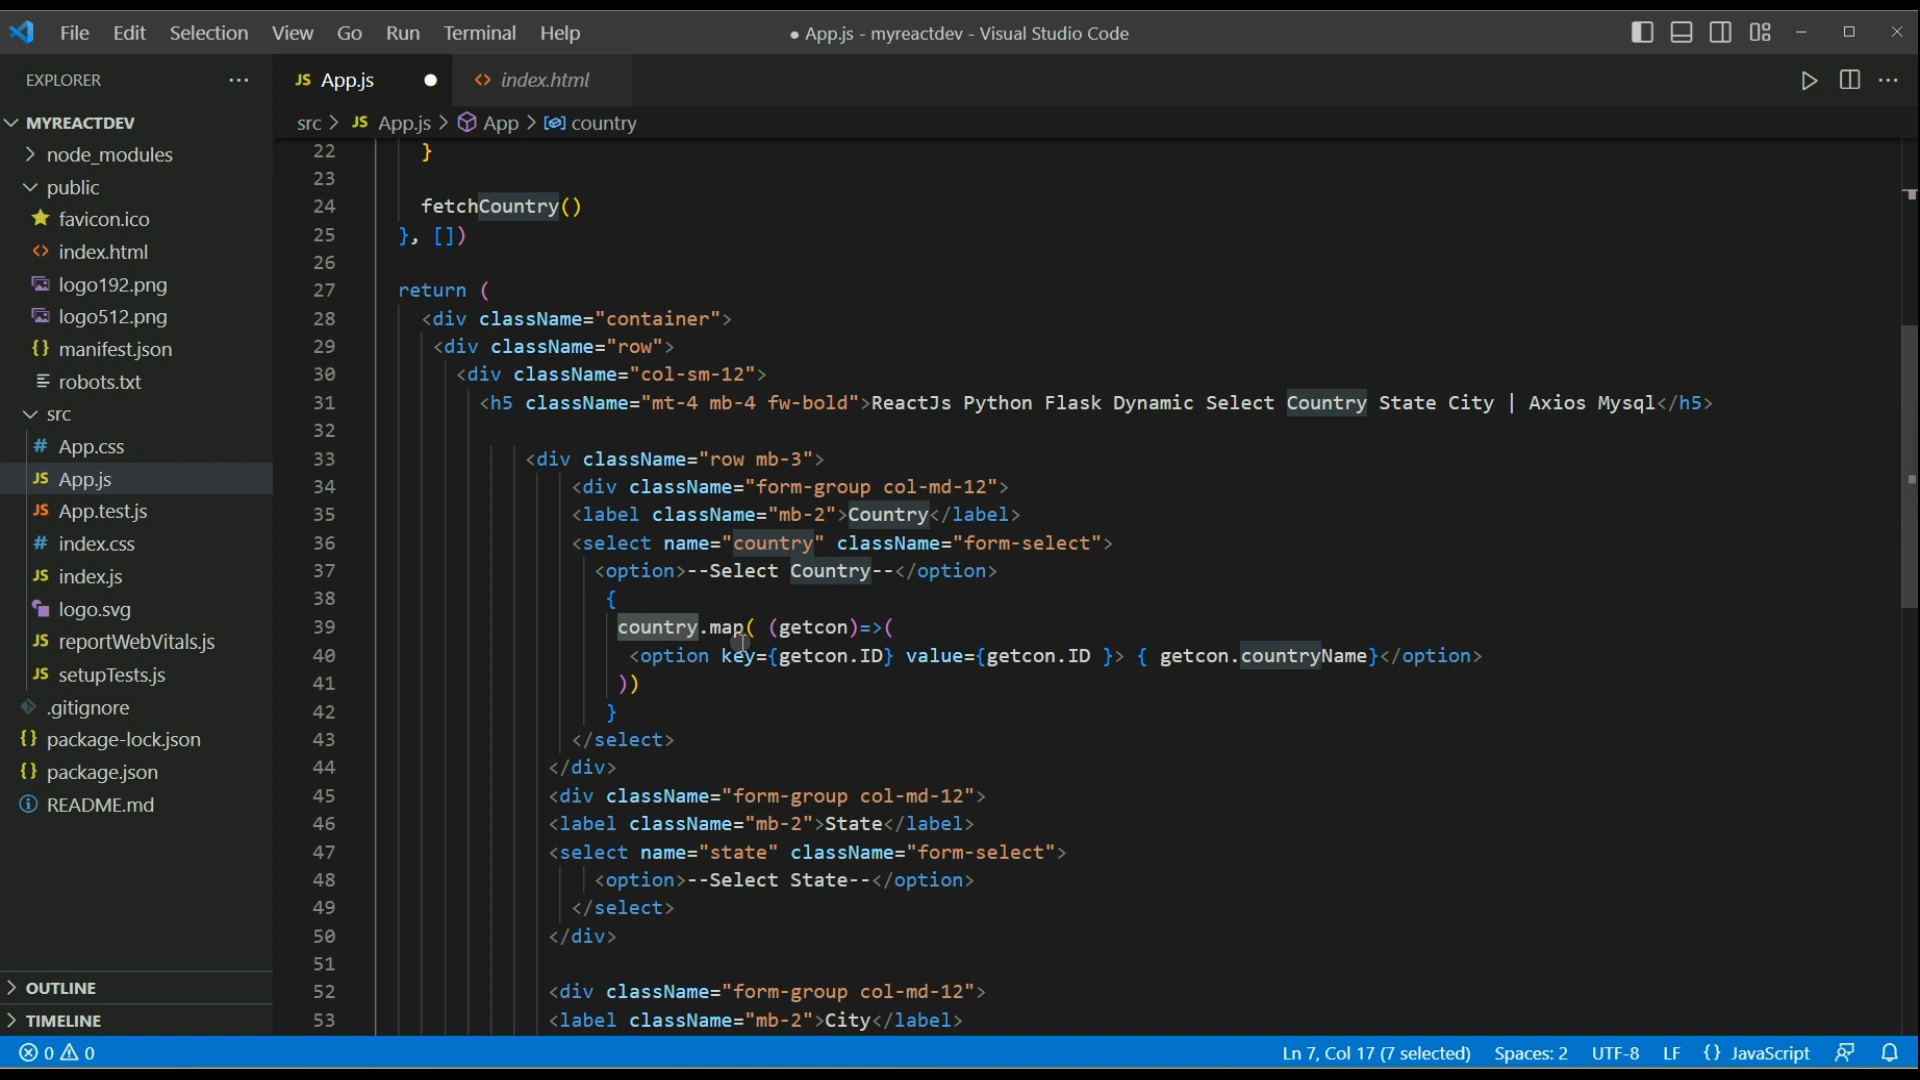 File Edit Selection View Go Run Terminal Help
● App.js - myreactdev - Visual Studio Code
EXPLORER ...
JS App.js ●
<> index.html
src > JS App.js > App > country
MYREACTDEV
node_modules
public
favicon.ico
<> index.html
logo192.png
logo512.png
{} manifest.json
robots.txt
src
# App.css
JS App.js
JS App.test.js
# index.css
JS index.js
logo.svg
JS reportWebVitals.js
JS setupTests.js
.gitignore
{} package-lock.json
{} package.json
README.md
OUTLINE
TIMELINE
22 }
23
24 fetchCountry()
25 }, [])
26
27 return (
28 <div className="container">
29 <div className="row">
30 <div className="col-sm-12">
31 <h5 className="mt-4 mb-4 fw-bold">ReactJs Python Flask Dynamic Select Country State City | Axios Mysql</h5>
32
33 <div className="row mb-3">
34 <div className="form-group col-md-12">
35 <label className="mb-2">Country</label>
36 <select name="country" className="form-select">
37 <option>--Select Country--</option>
38 {
39 country.map( (getcon)=>(
40 <option key={getcon.ID} value={getcon.ID }> { getcon.countryName}</option>
41 ))
42 }
43 </select>
44 </div>
45 <div className="form-group col-md-12">
46 <label className="mb-2">State</label>
47 <select name="state" className="form-select">
48 <option>--Select State--</option>
49 </select>
50 </div>
51
52 <div className="form-group col-md-12">
53 <label className="mb-2">City</label>
0 0
Ln 7, Col 17 (7 selected) Spaces: 2 UTF-8 LF {} JavaScript